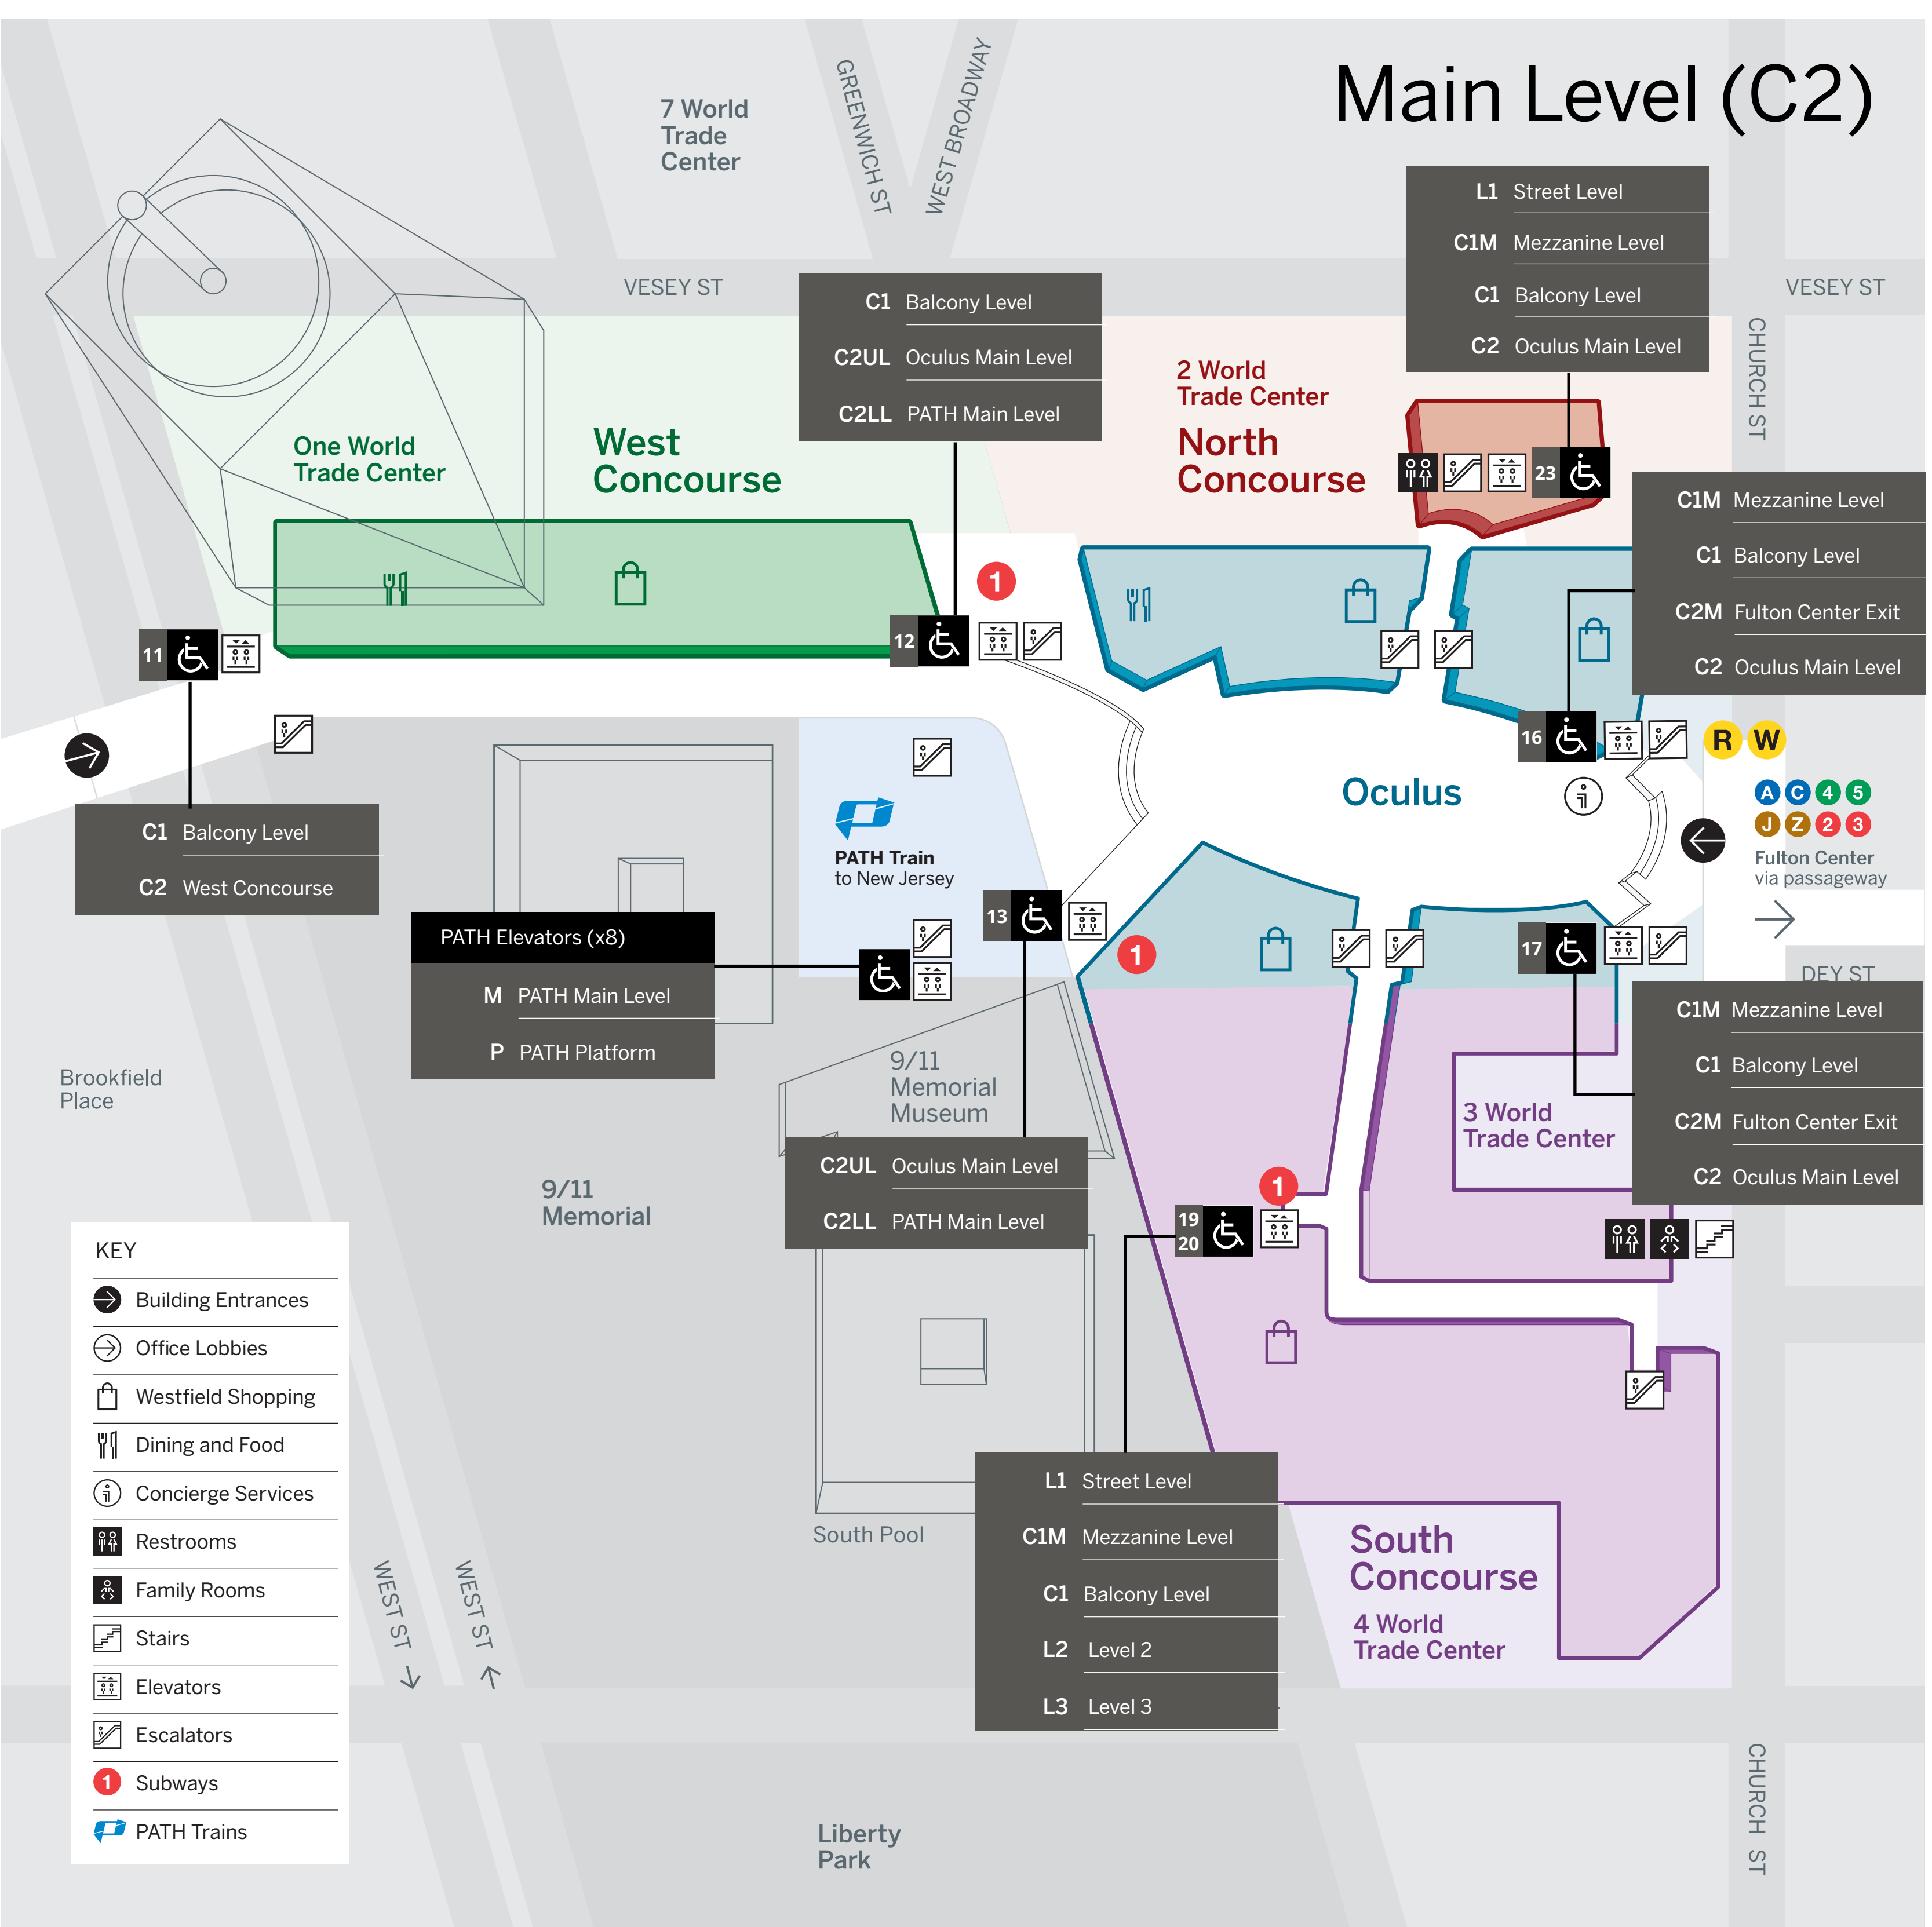 Main Level (C2)
7 World
Trade
Center
GREENWICH ST
WEST BROADWAY
VESEY ST
VESEY ST
CHURCH ST
L1 Street Level
C1M Mezzanine Level
C1 Balcony Level
C2 Oculus Main Level
C1 Balcony Level
C2UL Oculus Main Level
C2LL PATH Main Level
2 World
Trade Center
North
Concourse
One World
Trade Center
West
Concourse
23
C1M Mezzanine Level
C1 Balcony Level
C2M Fulton Center Exit
C2 Oculus Main Level
1
11
12
16
R W
Oculus
A C 4 5
J Z 2 3
Fulton Center
via passageway
C1 Balcony Level
C2 West Concourse
PATH Train
to New Jersey
13
1
17
DEY ST
PATH Elevators (x8)
M PATH Main Level
P PATH Platform
C1M Mezzanine Level
C1 Balcony Level
C2M Fulton Center Exit
C2 Oculus Main Level
Brookfield
Place
9/11
Memorial
Museum
3 World
Trade Center
C2UL Oculus Main Level
C2LL PATH Main Level
9/11
Memorial
1
19
20
KEY
Building Entrances
Office Lobbies
Westfield Shopping
Dining and Food
Concierge Services
Restrooms
Family Rooms
Stairs
Elevators
Escalators
1 Subways
PATH Trains
South Pool
L1 Street Level
C1M Mezzanine Level
C1 Balcony Level
L2 Level 2
L3 Level 3
South
Concourse
4 World
Trade Center
WEST ST
WEST ST
CHURCH ST
Liberty
Park